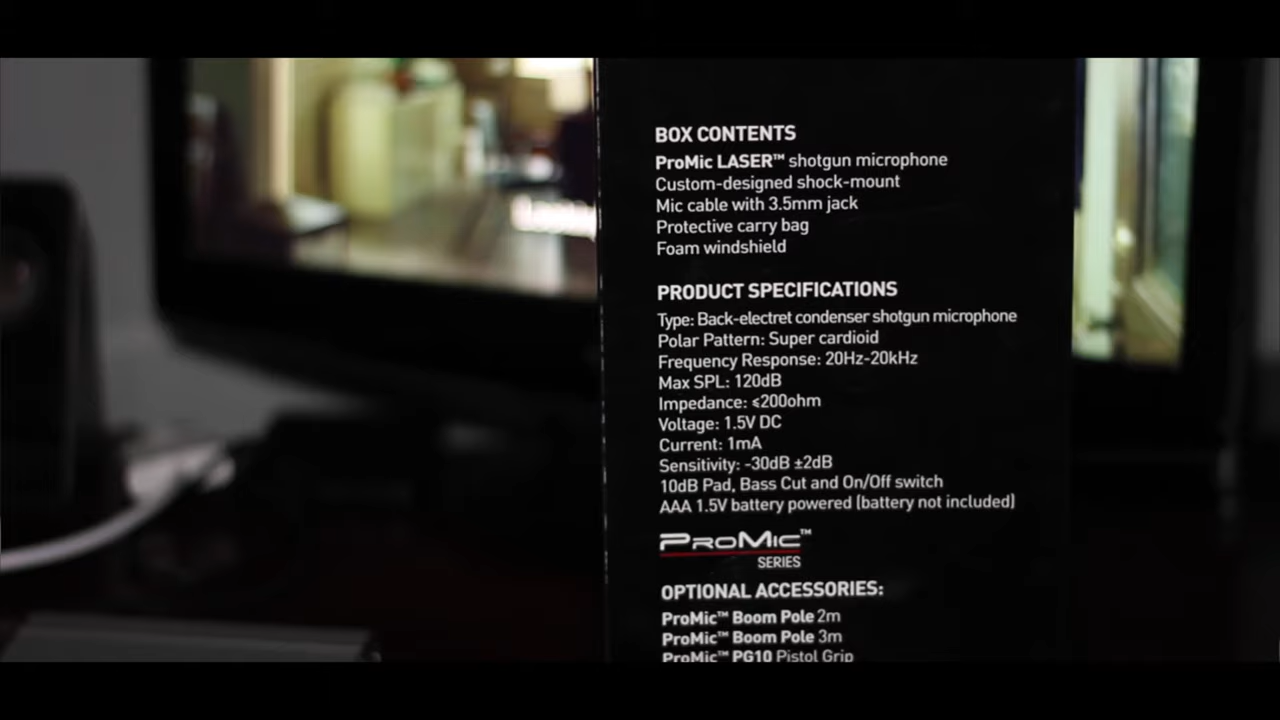 BOX CONTENTS
ProMic LASER™ shotgun microphone
Custom-designed shock-mount
Mic cable with 3.5mm jack
Protective carry bag
Foam windshield
PRODUCT SPECIFICATIONS
Type: Back-electret condenser shotgun microphone
Polar Pattern: Super cardioid
Frequency Response: 20Hz-20kHz
Max SPL: 120dB
Impedance: ≤200ohm
Voltage: 1.5V DC
Current: 1mA
Sensitivity: -30dB ±2dB
10dB Pad, Bass Cut and On/Off switch
AAA 1.5V battery powered (battery not included)
PROMIC™
SERIES
OPTIONAL ACCESSORIES:
ProMic™ Boom Pole 2m
ProMic™ Boom Pole 3m
ProMic™ PG10 Pistol Grip